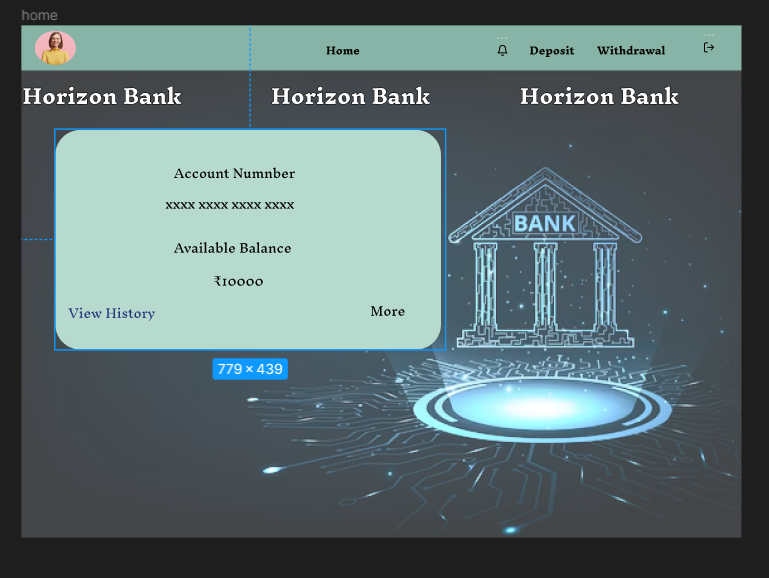 home
Home Deposit Withdrawal
Horizon Bank Horizon Bank Horizon Bank
Account Numnber
xxxx xxxx xxxx xxxx
Available Balance
₹10000
View History More
BANK
779 × 439